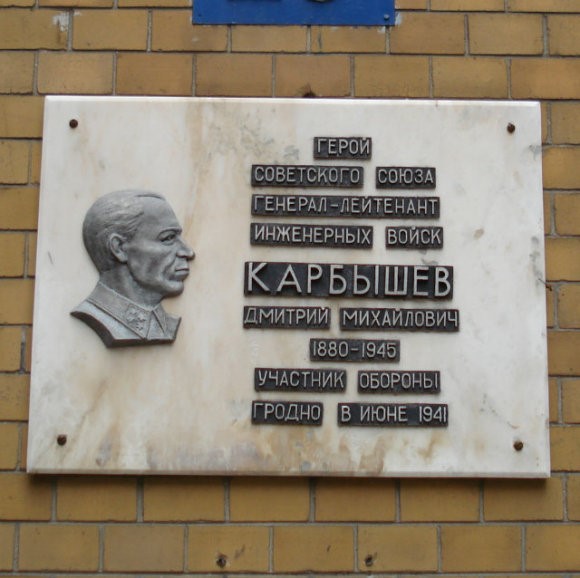 ГЕРОЙ
СОВЕТСКОГО СОЮЗА
ГЕНЕРАЛ-ЛЕЙТЕНАНТ
ИНЖЕНЕРНЫХ ВОЙСК
КАРБЫШЕВ
ДМИТРИЙ МИХАЙЛОВИЧ
1880-1945
УЧАСТНИК ОБОРОНЫ
ГРОДНО В ИЮНЕ 1941